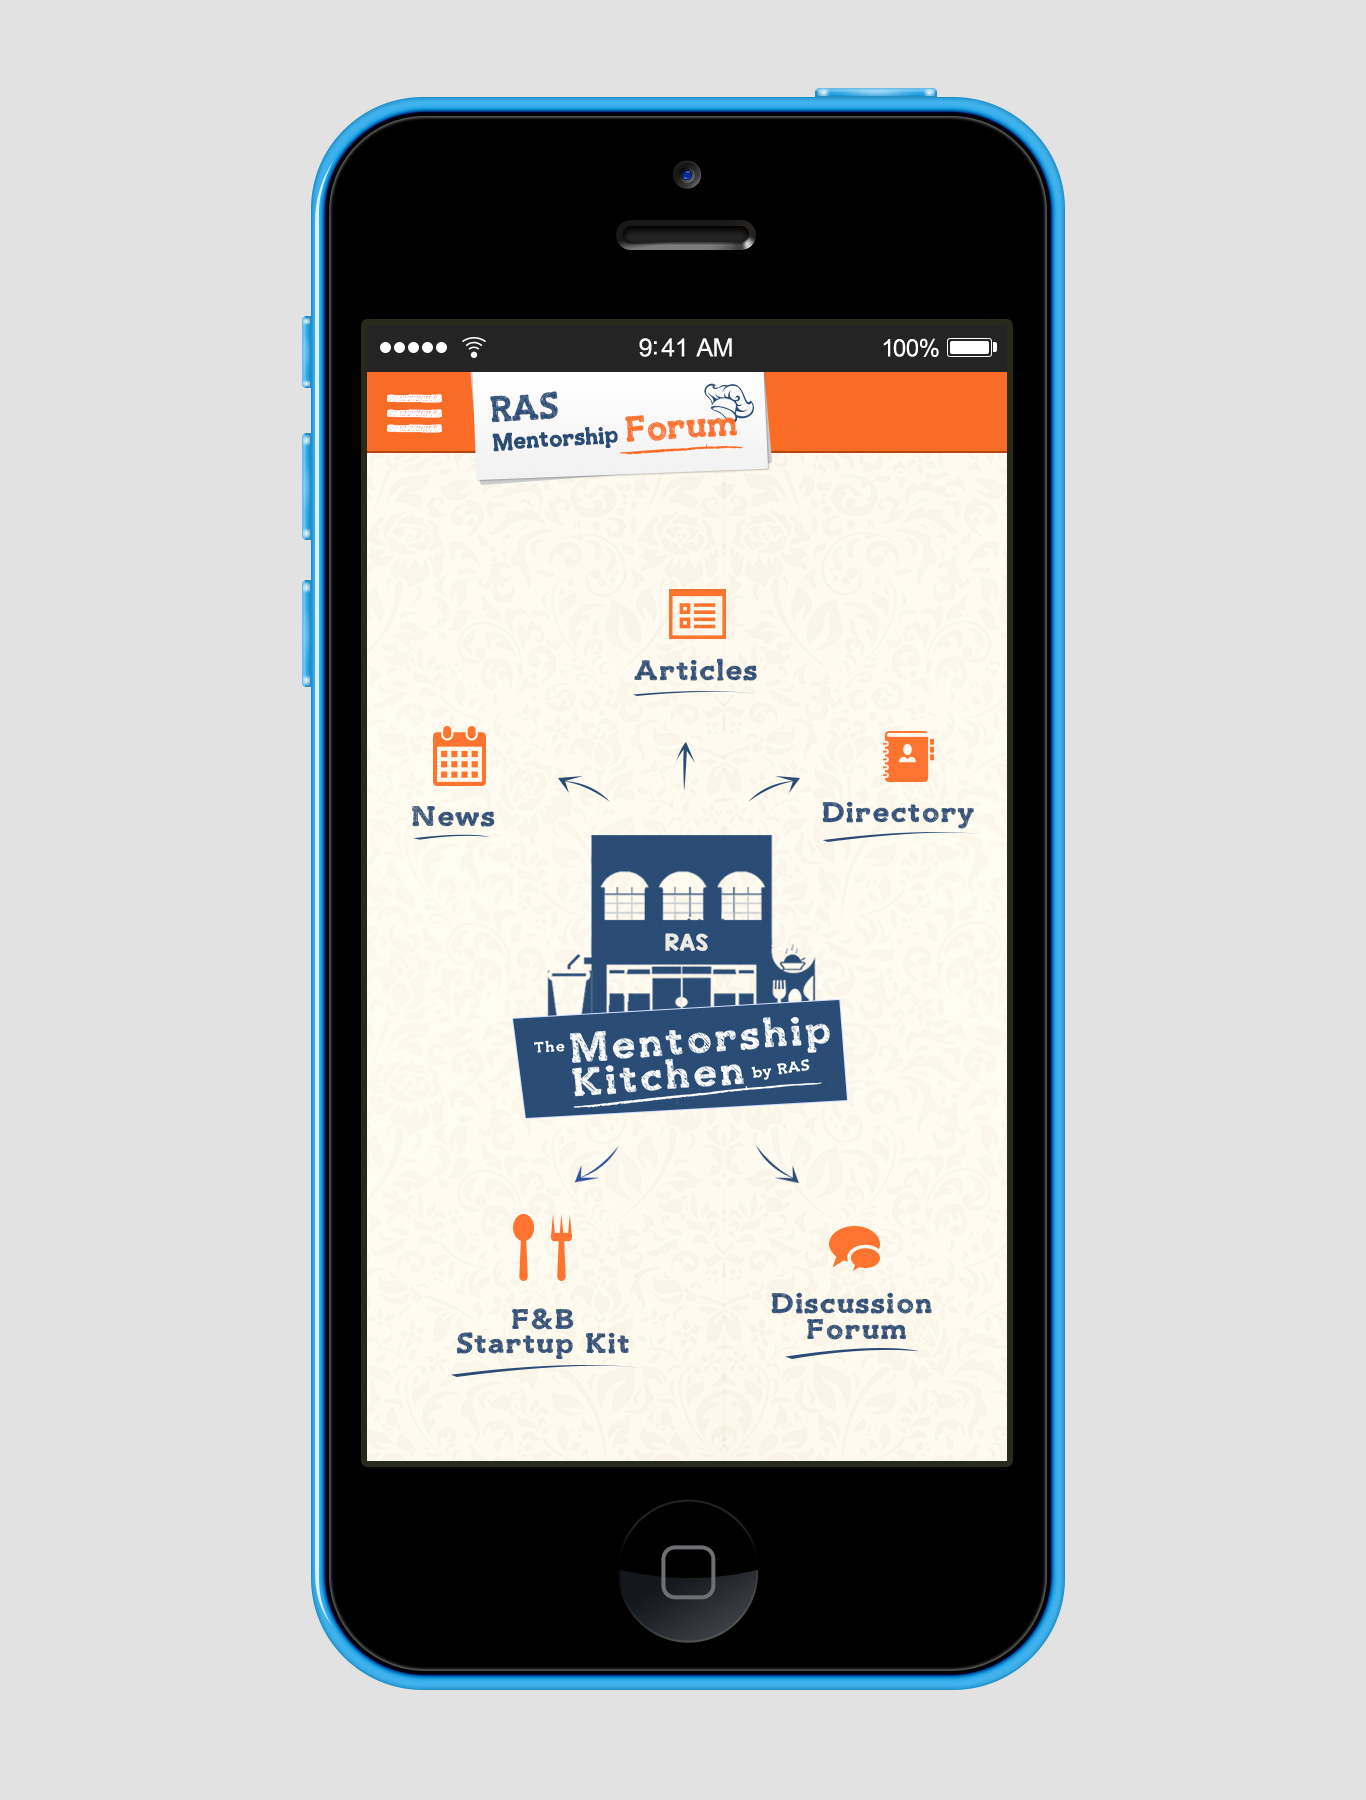 9:41 AM
100%
RAS
Mentorship Forum
Articles
News
Directory
RAS
The Mentorship
Kitchen by RAS
F&B
Startup Kit
Discussion
Forum